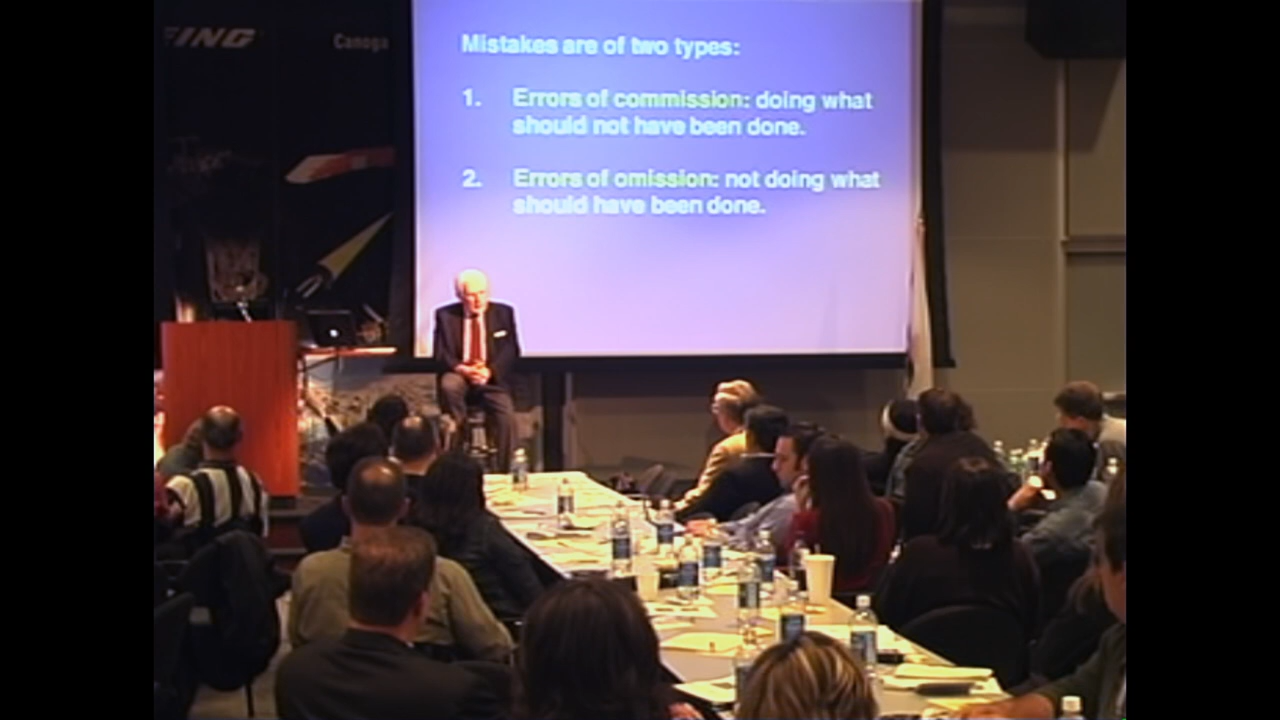 ING
Canoga
Mistakes are of two types:
1. Errors of commission: doing what
should not have been done.
2. Errors of omission: not doing what
should have been done.